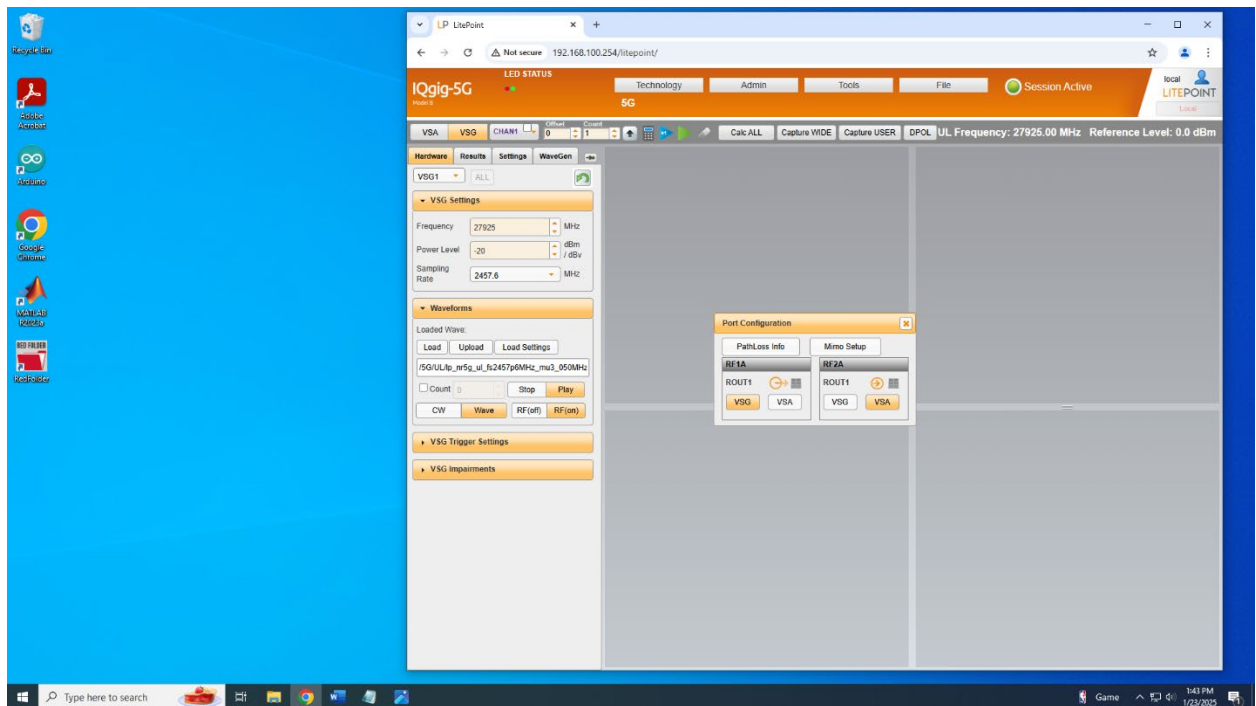 Recycle Bin
Adobe
Acrobat
Arduino
Google
Chrome
MATLAB
R2023a
RED FOLDER
RedFolder
LP LitePoint
Not secure 192.168.100.254/litepoint/
IQgig-5G
Model B
LED STATUS
Technology Admin Tools File
5G
Session Active
local
LITEPOINT
Local
VSA VSG CHAN1 Offset 0 Count 1
Calc ALL Capture WIDE Capture USER DPOL UL Frequency: 27925.00 MHz Reference Level: 0.0 dBm
Hardware Results Settings WaveGen
VSG1 ALL
VSG Settings
Frequency 27925 MHz
Power Level -20 dBm
/ dBv
Sampling
Rate 2457.6 MHz
Waveforms
Loaded Wave:
Load Upload Load Settings
/5G/UL/lp_nr5g_ul_fs2457p6MHz_mu3_050MHz
Count 0 Stop Play
CW Wave RF(off) RF(on)
VSG Trigger Settings
VSG Impairments
Port Configuration
PathLoss Info Mimo Setup
RF1A RF2A
ROUT1 ROUT1
VSG VSA VSG VSA
Type here to search
Game
1:43 PM
1/23/2025